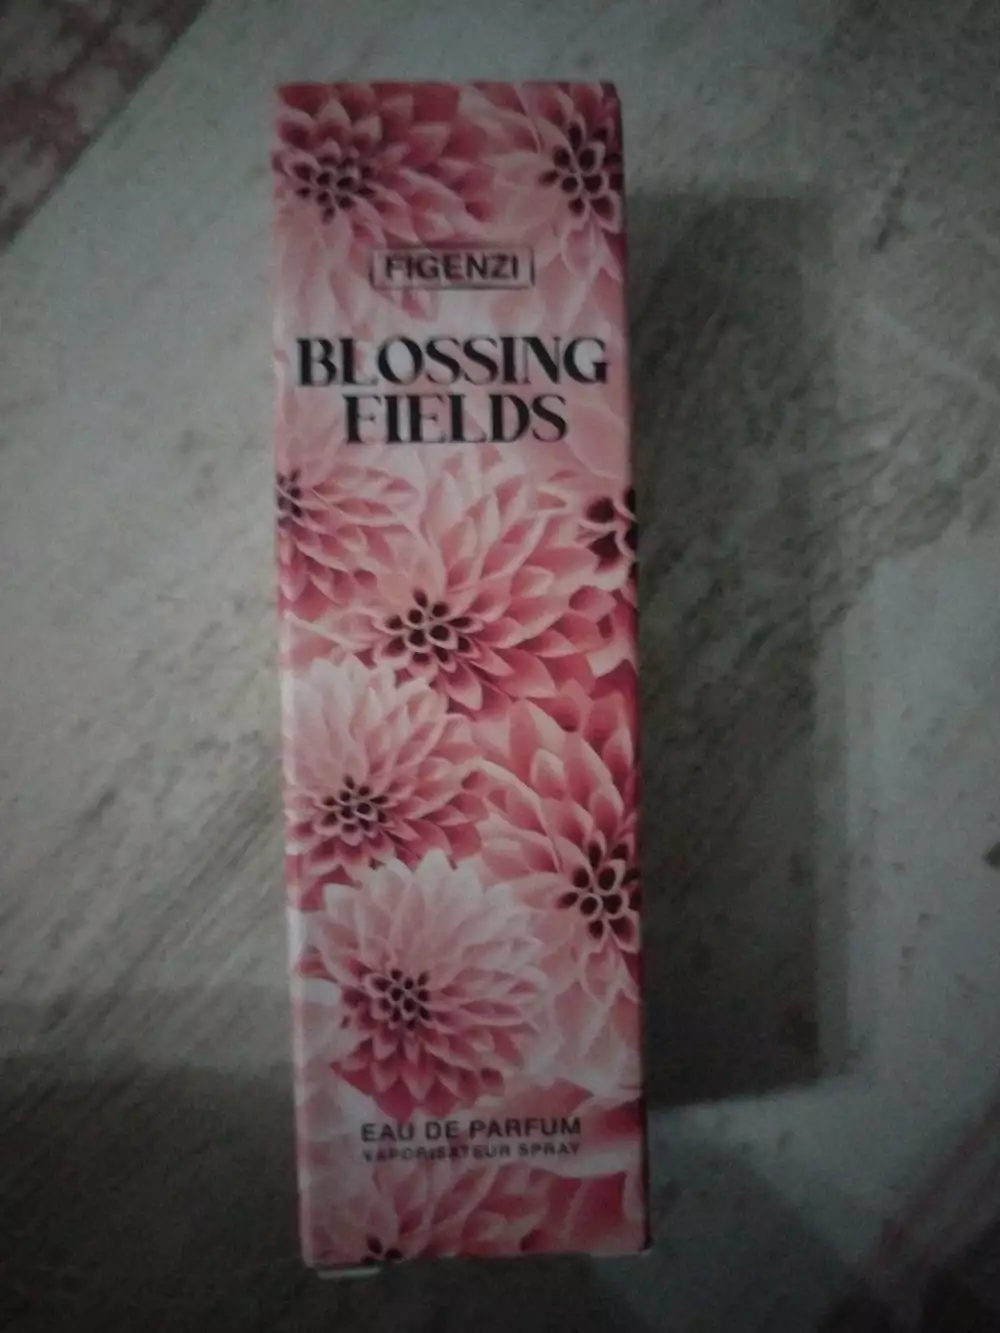 FIGENZI
BLOSSING
FIELDS
EAU DE PARFUM
VAPORISATEUR SPRAY